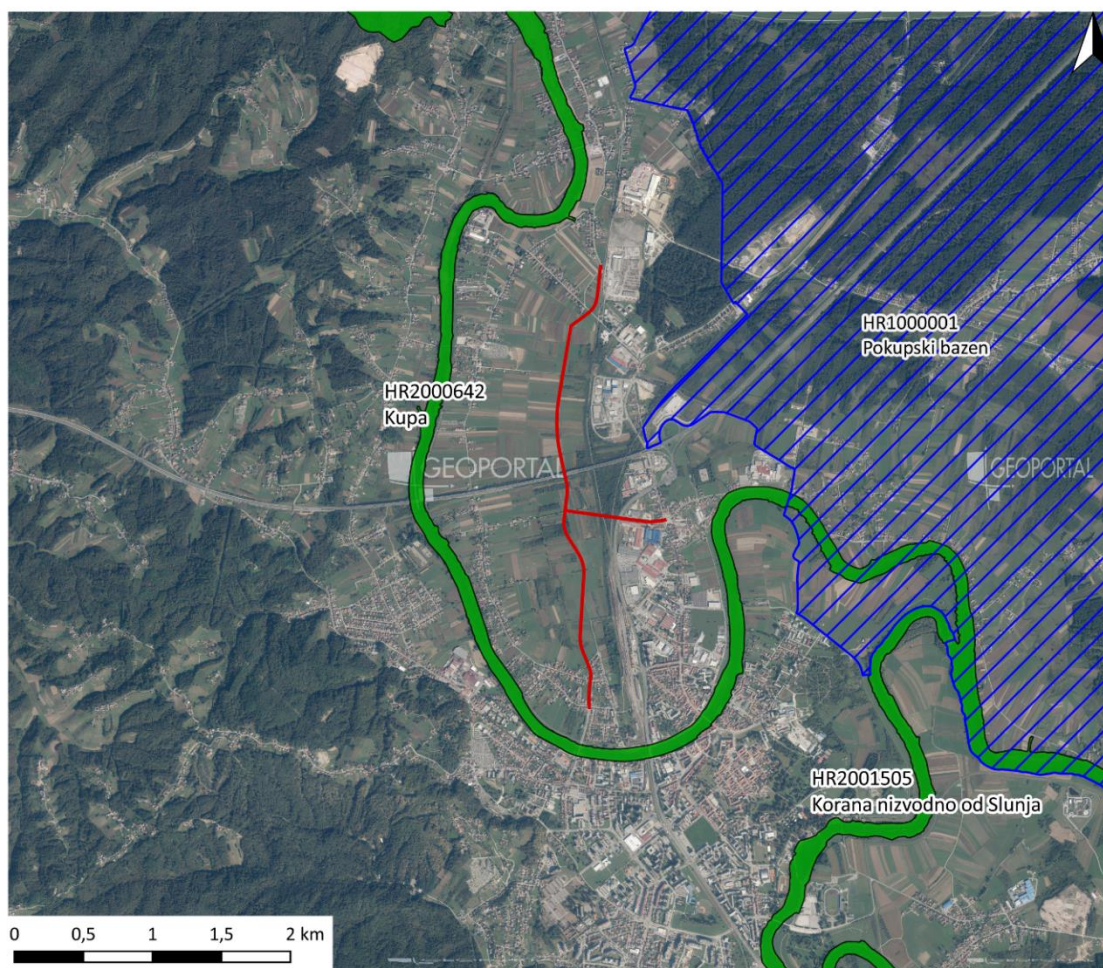 HR1000001
Pokupski bazen
HR2000642
Kupa
GEOPORTAL
GEOPORTAL
HR2001505
Korana nizvodno od Slunja
0 0,5 1 1,5 2 km